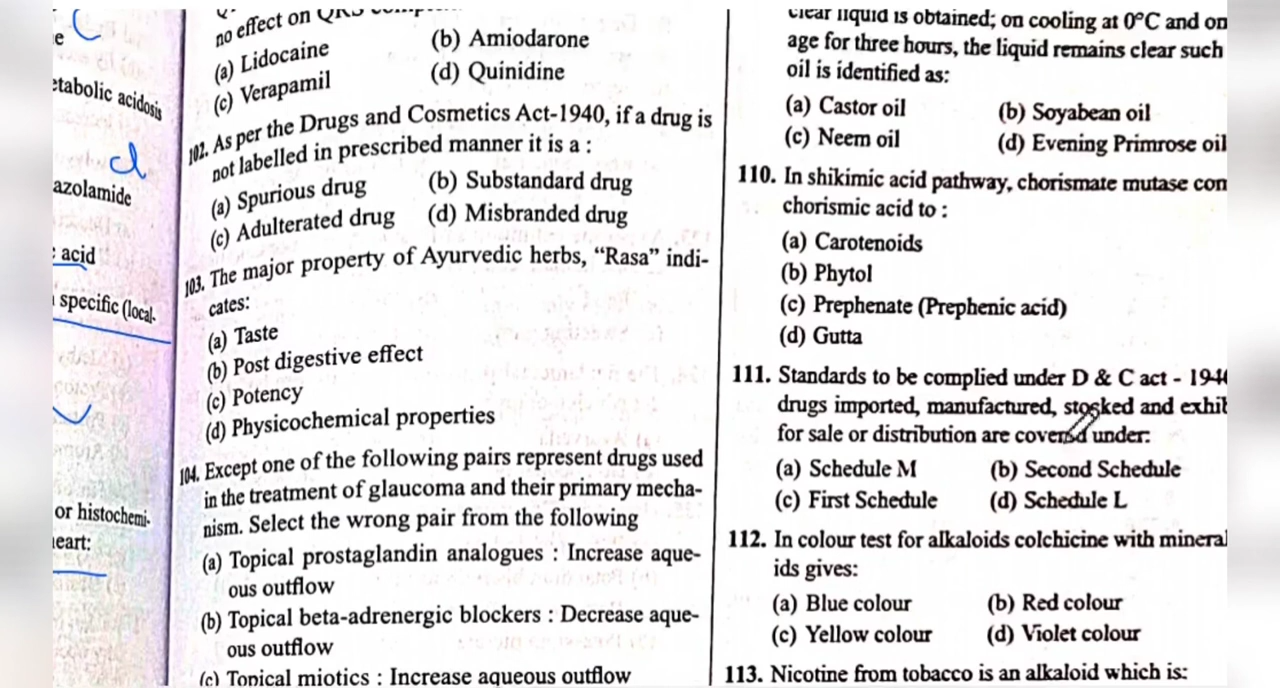 e
etabolic acidosis
d
azolamide
acid
specific (local-
or histochemi-
eart:
no effect on QRS
(a) Lidocaine (b) Amiodarone
(c) Verapamil (d) Quinidine
102. As per the Drugs and Cosmetics Act-1940, if a drug is
not labelled in prescribed manner it is a :
(a) Spurious drug (b) Substandard drug
(c) Adulterated drug (d) Misbranded drug
103. The major property of Ayurvedic herbs, “Rasa” indi-
cates:
(a) Taste
(b) Post digestive effect
(c) Potency
(d) Physicochemical properties
104. Except one of the following pairs represent drugs used
in the treatment of glaucoma and their primary mecha-
nism. Select the wrong pair from the following
(a) Topical prostaglandin analogues : Increase aque-
ous outflow
(b) Topical beta-adrenergic blockers : Decrease aque-
ous outflow
(c) Topical miotics : Increase aqueous outflow
clear liquid is obtained; on cooling at 0°C and on
age for three hours, the liquid remains clear such
oil is identified as:
(a) Castor oil (b) Soyabean oil
(c) Neem oil (d) Evening Primrose oil
110. In shikimic acid pathway, chorismate mutase con
chorismic acid to :
(a) Carotenoids
(b) Phytol
(c) Prephenate (Prephenic acid)
(d) Gutta
111. Standards to be complied under D & C act - 1940
drugs imported, manufactured, stocked and exhib
for sale or distribution are covered under:
(a) Schedule M (b) Second Schedule
(c) First Schedule (d) Schedule L
112. In colour test for alkaloids colchicine with mineral
ids gives:
(a) Blue colour (b) Red colour
(c) Yellow colour (d) Violet colour
113. Nicotine from tobacco is an alkaloid which is: